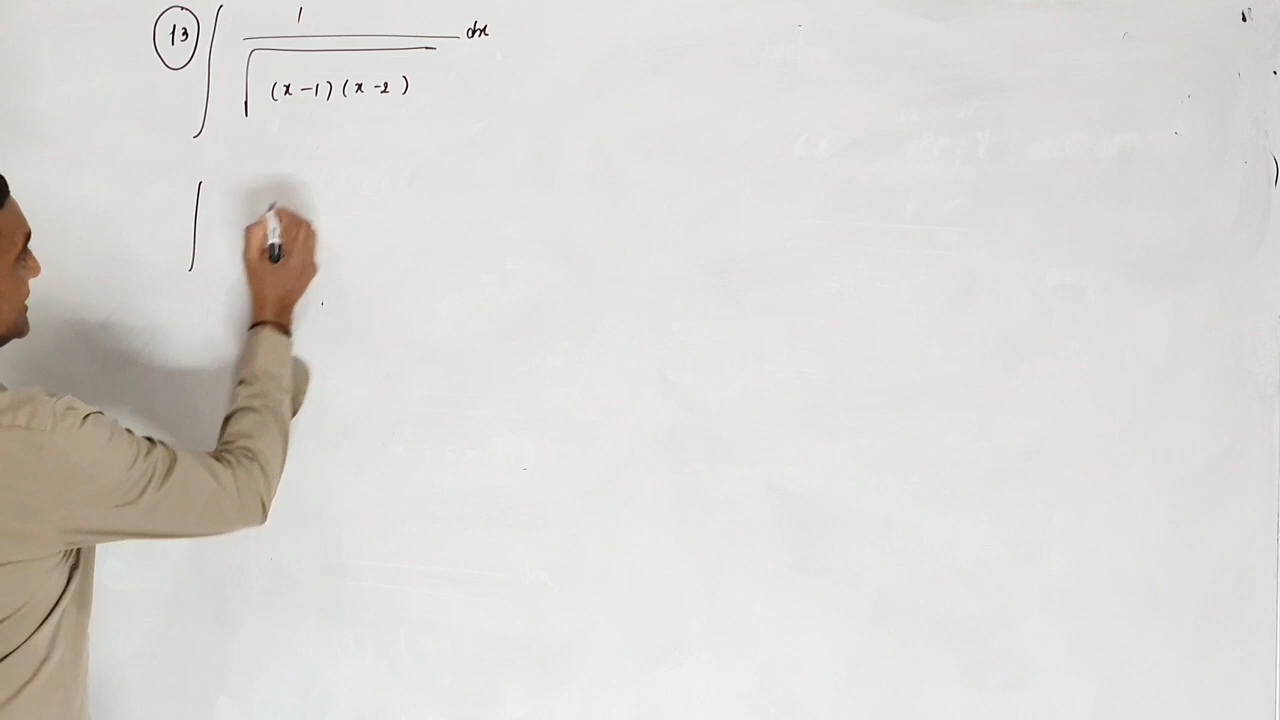 13 ∫ 1 / √(x-1)(x-2) dx
∫